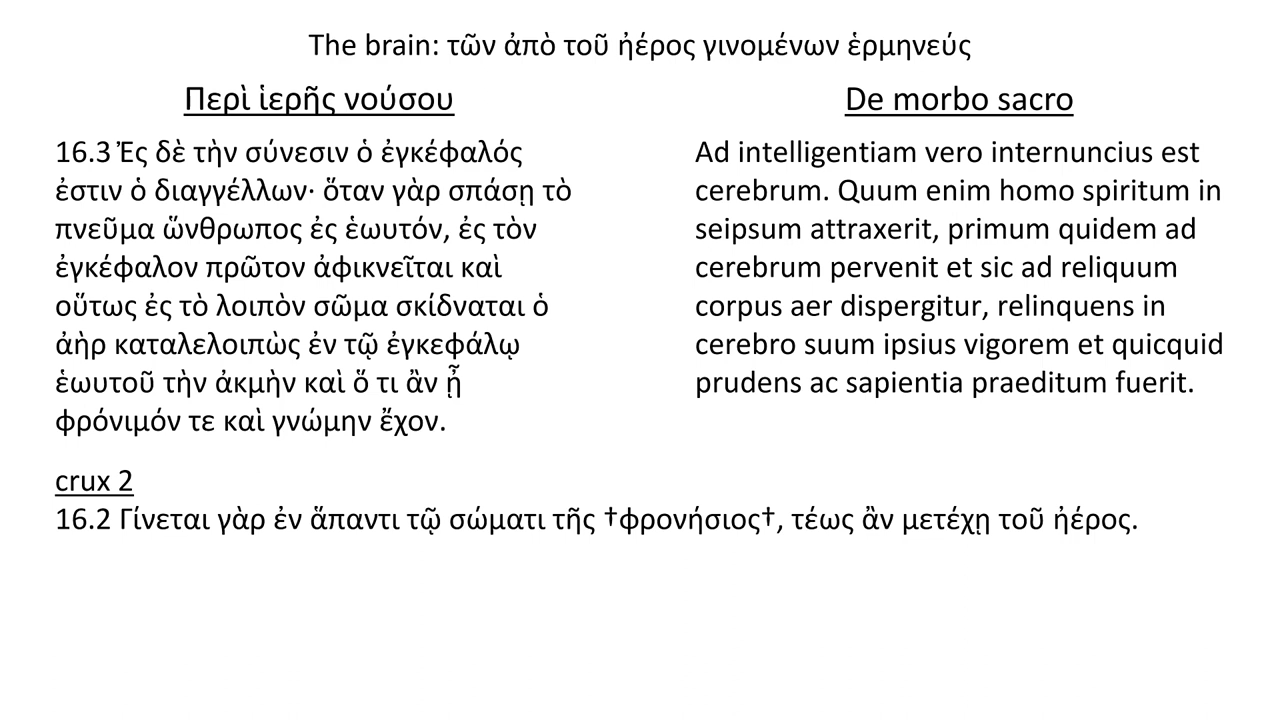 The brain: τῶν ἀπὸ τοῦ ἠέρος γινομένων ἑρμηνεύς
Περὶ ἱερῆς νούσου
16.3 Ἐς δὲ τὴν σύνεσιν ὁ ἐγκέφαλός
ἐστιν ὁ διαγγέλλων· ὅταν γὰρ σπάσῃ τὸ
πνεῦμα ὥνθρωπος ἐς ἑωυτόν, ἐς τὸν
ἐγκέφαλον πρῶτον ἀφικνεῖται καὶ
οὕτως ἐς τὸ λοιπὸν σῶμα σκίδναται ὁ
ἀὴρ καταλελοιπὼς ἐν τῷ ἐγκεφάλῳ
ἑωυτοῦ τὴν ἀκμὴν καὶ ὅ τι ἂν ᾖ
φρόνιμόν τε καὶ γνώμην ἔχον.
De morbo sacro
Ad intelligentiam vero internuncius est
cerebrum. Quum enim homo spiritum in
seipsum attraxerit, primum quidem ad
cerebrum pervenit et sic ad reliquum
corpus aer dispergitur, relinquens in
cerebro suum ipsius vigorem et quicquid
prudens ac sapientia praeditum fuerit.
crux 2
16.2 Γίνεται γὰρ ἐν ἅπαντι τῷ σώματι τῆς †φρονήσιος†, τέως ἂν μετέχῃ τοῦ ἠέρος.